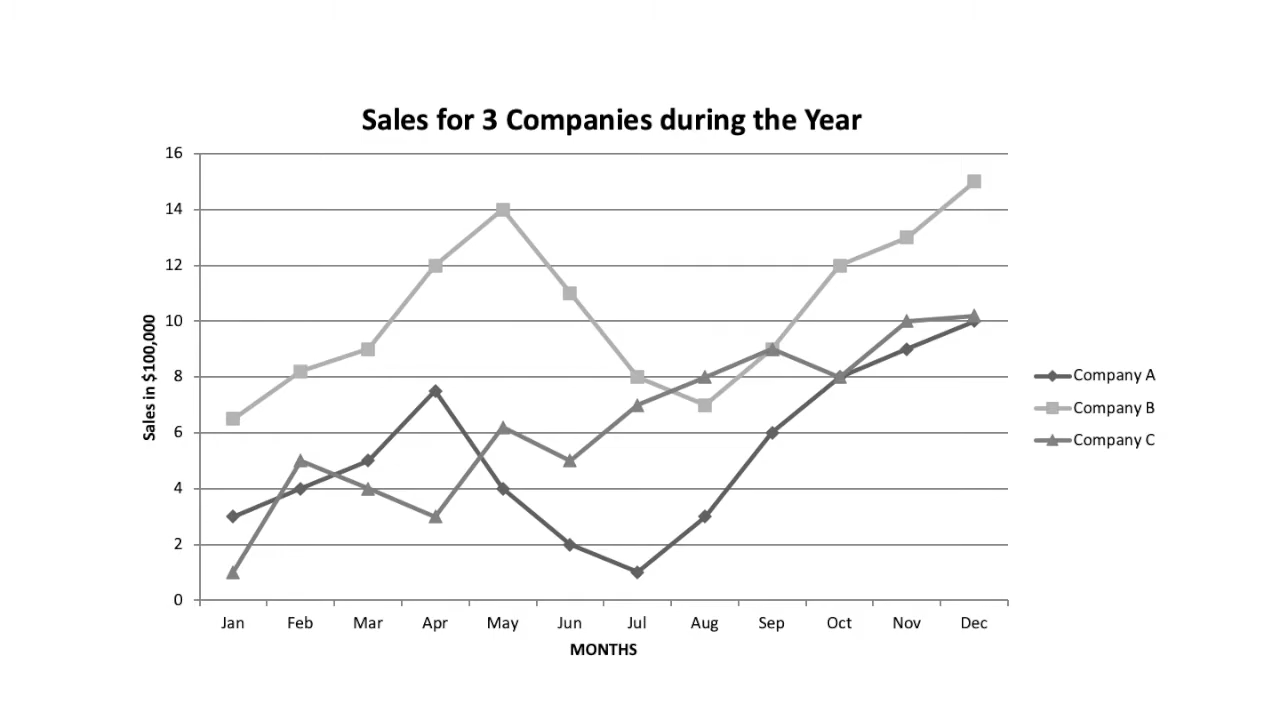 Sales for 3 Companies during the Year
16
14
12
10
8
6
4
2
0
Sales in $100,000
Jan Feb Mar Apr May Jun Jul Aug Sep Oct Nov Dec
MONTHS
Company A
Company B
Company C